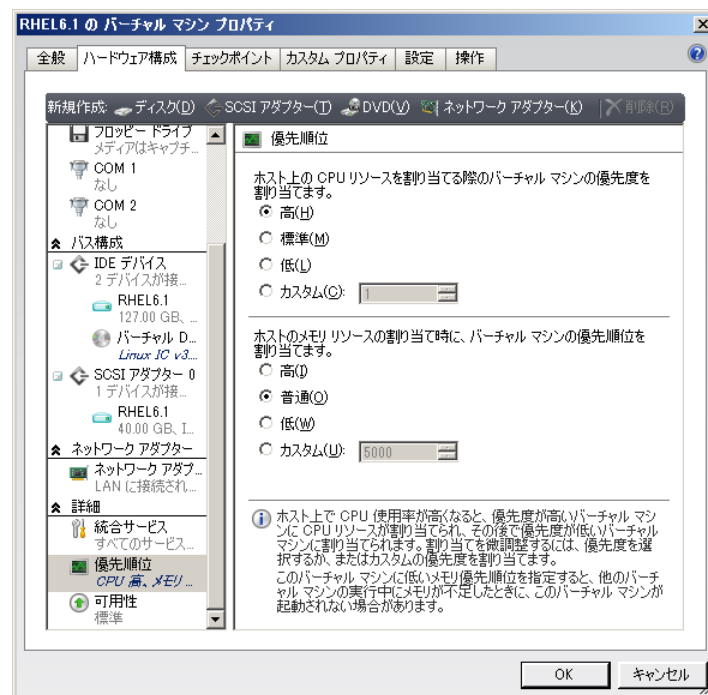 RHEL6.1 の バーチャル マシン プロパティ
全般 ハードウェア構成 チェックポイント カスタム プロパティ 設定 操作
新規作成: ディスク(D) SCSI アダプター(T) DVD(V) ネットワーク アダプター(K) 削除(R)
フロッピー ドライブ
メディアはキャプチ...
COM 1
なし
COM 2
なし
バス構成
IDE デバイス
2 デバイスが接...
RHEL6.1
127.00 GB、...
バーチャル D...
Linux IC v3...
SCSI アダプター 0
1 デバイスが接...
RHEL6.1
40.00 GB、I...
ネットワーク アダプター
ネットワーク アダプ...
LAN に接続され...
詳細
統合サービス
すべてのサービス...
優先順位
CPU 高、メモリ ...
可用性
標準
優先順位
ホスト上の CPU リソースを割り当てる際のバーチャル マシンの優先度を
割り当てます。
高(H)
標準(M)
低(L)
カスタム(C): 1
ホストのメモリ リソースの割り当て時に、バーチャル マシンの優先順位を
割り当てます。
高(I)
普通(O)
低(W)
カスタム(U): 5000
ホスト上で CPU 使用率が高くなると、優先度が高いバーチャル マシ
ンに CPU リソースが割り当てられ、その後で優先度が低いバーチャル
マシンに割り当てられます。割り当てを微調整するには、優先度を選
択するか、またはカスタムの優先度を割り当てます。
このバーチャル マシンに低いメモリ優先順位を指定すると、他のバーチ
ャル マシンの実行中にメモリが不足したときに、このバーチャル マシンが
起動されない場合があります。
OK キャンセル